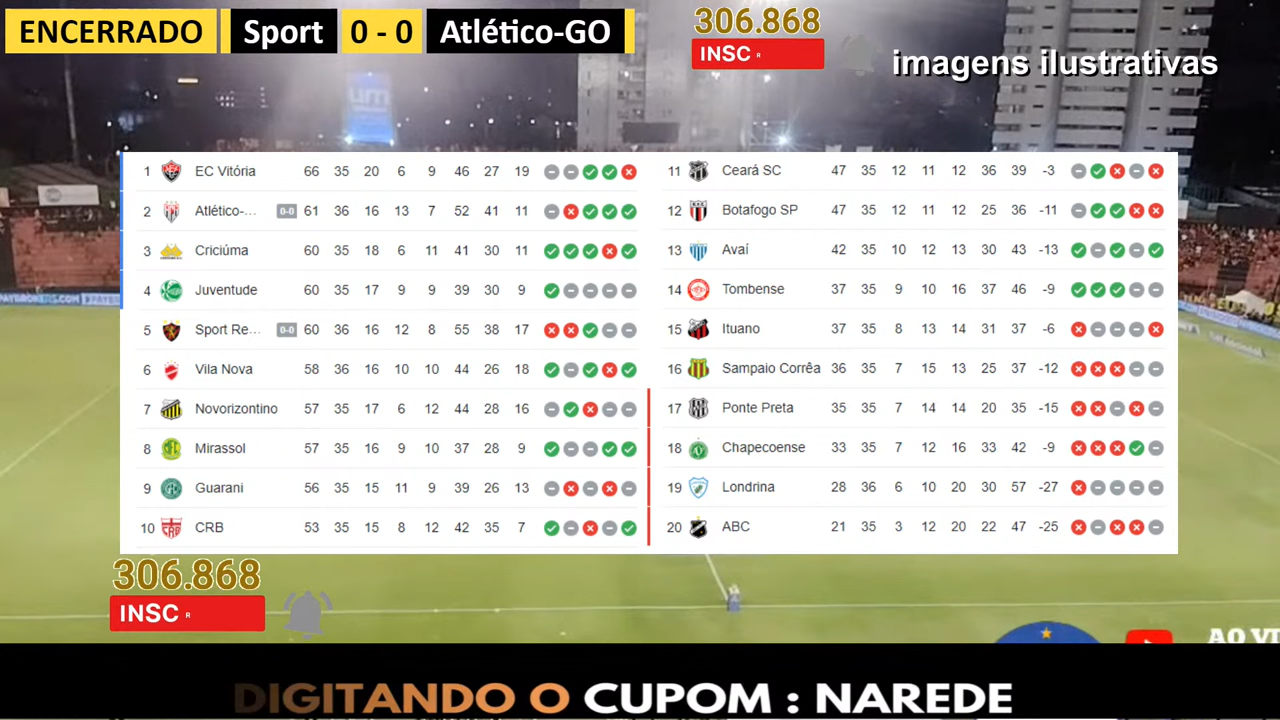 ENCERRADO Sport 0 - 0 Atlético-GO
306.868
INSC R
imagens ilustrativas
um
1 EC Vitória 66 35 20 6 9 46 27 19
2 Atlético-... 0-0 61 36 16 13 7 52 41 11
3 Criciúma 60 35 18 6 11 41 30 11
4 Juventude 60 35 17 9 9 39 30 9
5 Sport Re... 0-0 60 36 16 12 8 55 38 17
6 Vila Nova 58 36 16 10 10 44 26 18
7 Novorizontino 57 35 17 6 12 44 28 16
8 Mirassol 57 35 16 9 10 37 28 9
9 Guarani 56 35 15 11 9 39 26 13
10 CRB 53 35 15 8 12 42 35 7
11 Ceará SC 47 35 12 11 12 36 39 -3
12 Botafogo SP 47 35 12 11 12 25 36 -11
13 Avaí 42 35 10 12 13 30 43 -13
14 Tombense 37 35 9 10 16 37 46 -9
15 Ituano 37 35 8 13 14 31 37 -6
16 Sampaio Corrêa 36 35 7 15 13 25 37 -12
17 Ponte Preta 35 35 7 14 14 20 35 -15
18 Chapecoense 33 35 7 12 16 33 42 -9
19 Londrina 28 36 6 10 20 30 57 -27
20 ABC 21 35 3 12 20 22 47 -25
306.868
INSC R
AO VI
DIGITANDO O CUPOM : NAREDE